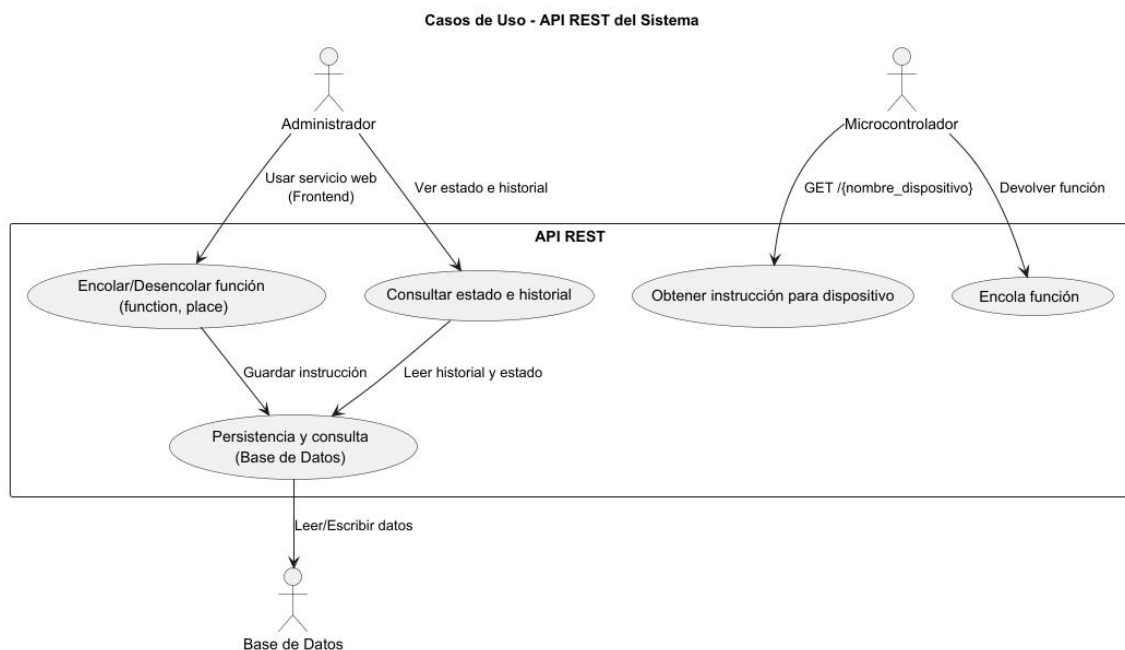 Casos de Uso - API REST del Sistema
Administrador
Microcontrolador
Usar servicio web
(Frontend)
Ver estado e historial
GET /{nombre_dispositivo}
Devolver función
API REST
Encolar/Desencolar función
(function, place)
Consultar estado e historial
Obtener instrucción para dispositivo
Encola función
Guardar instrucción
Leer historial y estado
Persistencia y consulta
(Base de Datos)
Leer/Escribir datos
Base de Datos